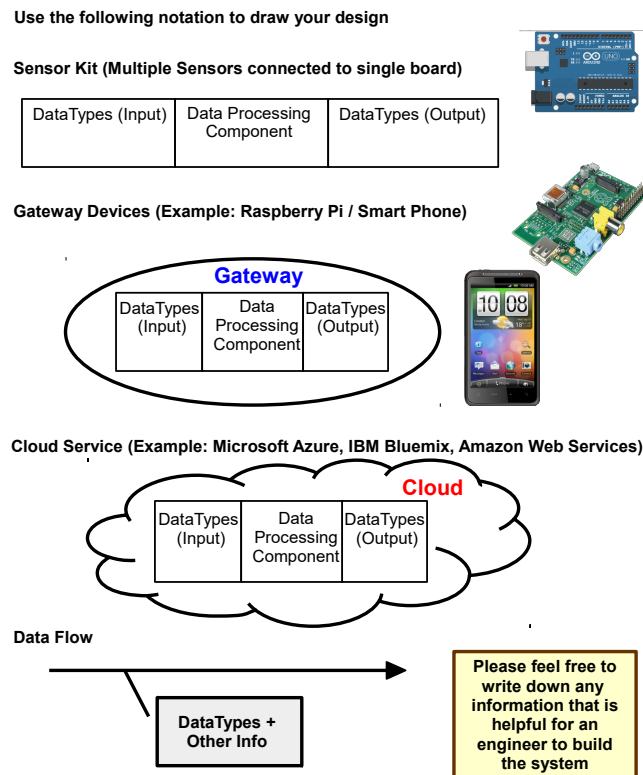 Use the following notation to draw your design
Sensor Kit (Multiple Sensors connected to single board)
DataTypes (Input)
Data Processing
Component
DataTypes (Output)
UNO
ARDUINO
Gateway Devices (Example: Raspberry Pi / Smart Phone)
Gateway
DataTypes
(Input)
Data
Processing
Component
DataTypes
(Output)
10 08
Cloud Service (Example: Microsoft Azure, IBM Bluemix, Amazon Web Services)
Cloud
DataTypes
(Input)
Data
Processing
Component
DataTypes
(Output)
Data Flow
DataTypes +
Other Info
Please feel free to
write down any
information that is
helpful for an
engineer to build
the system